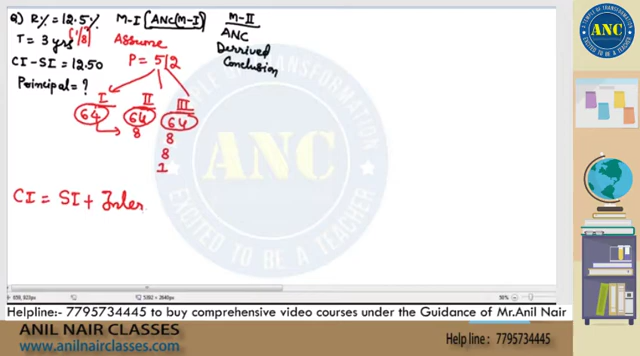 Q) R% = 12.5%
[1/8]
T = 3 yrs
CI - SI = 12.50
Principal = ?
M-I [ANC(M-I)]
Assume
P = 512
I II III
64 64 64
8 8
8
1
M-II
ANC
Derived
Conclusion
CI = SI + Inter
ANC
EXCITED TO BE A CHANGE
50%
Helpline:- 7795734445 to buy comprehensive video courses under the Guidance of Mr.Anil Nair
ANIL NAIR CLASSES
www.anilnairclasses.com
Help line : 7795734445